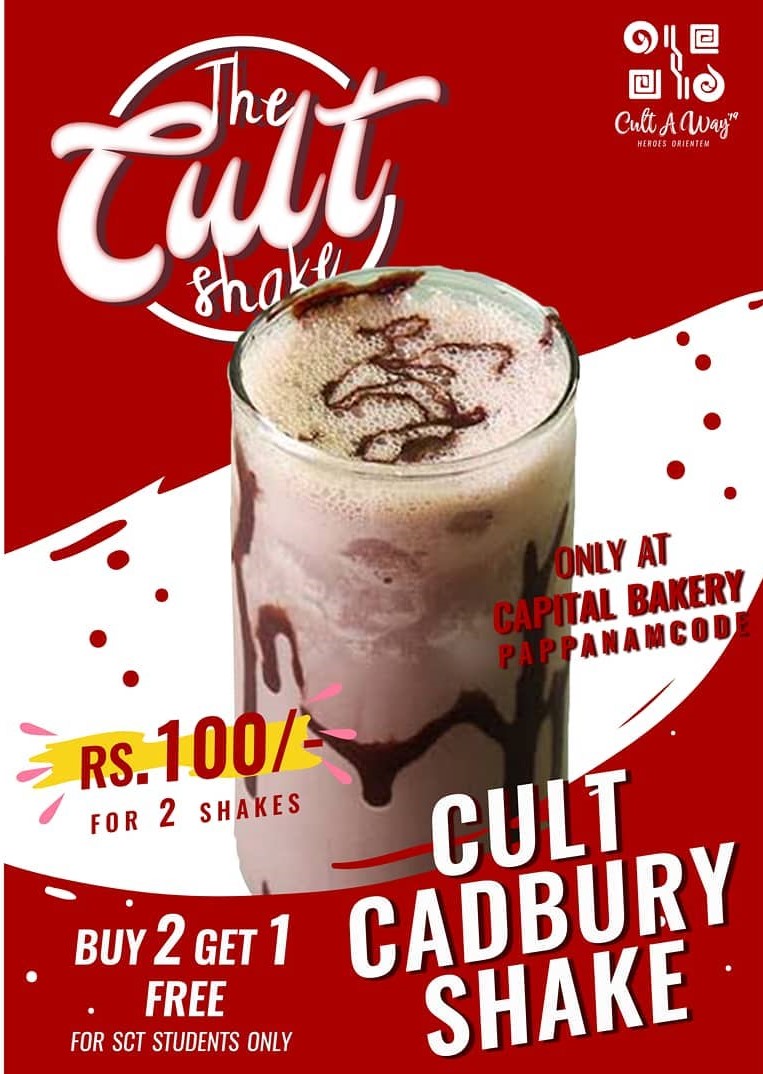 The
Cult
shake
Cult A Way'19
HEROES ORIENTEM
ONLY AT
CAPITAL BAKERY
PAPPANAMCODE
RS.100/-
FOR 2 SHAKES
CULT
CADBURY
SHAKE
BUY 2 GET 1
FREE
FOR SCT STUDENTS ONLY